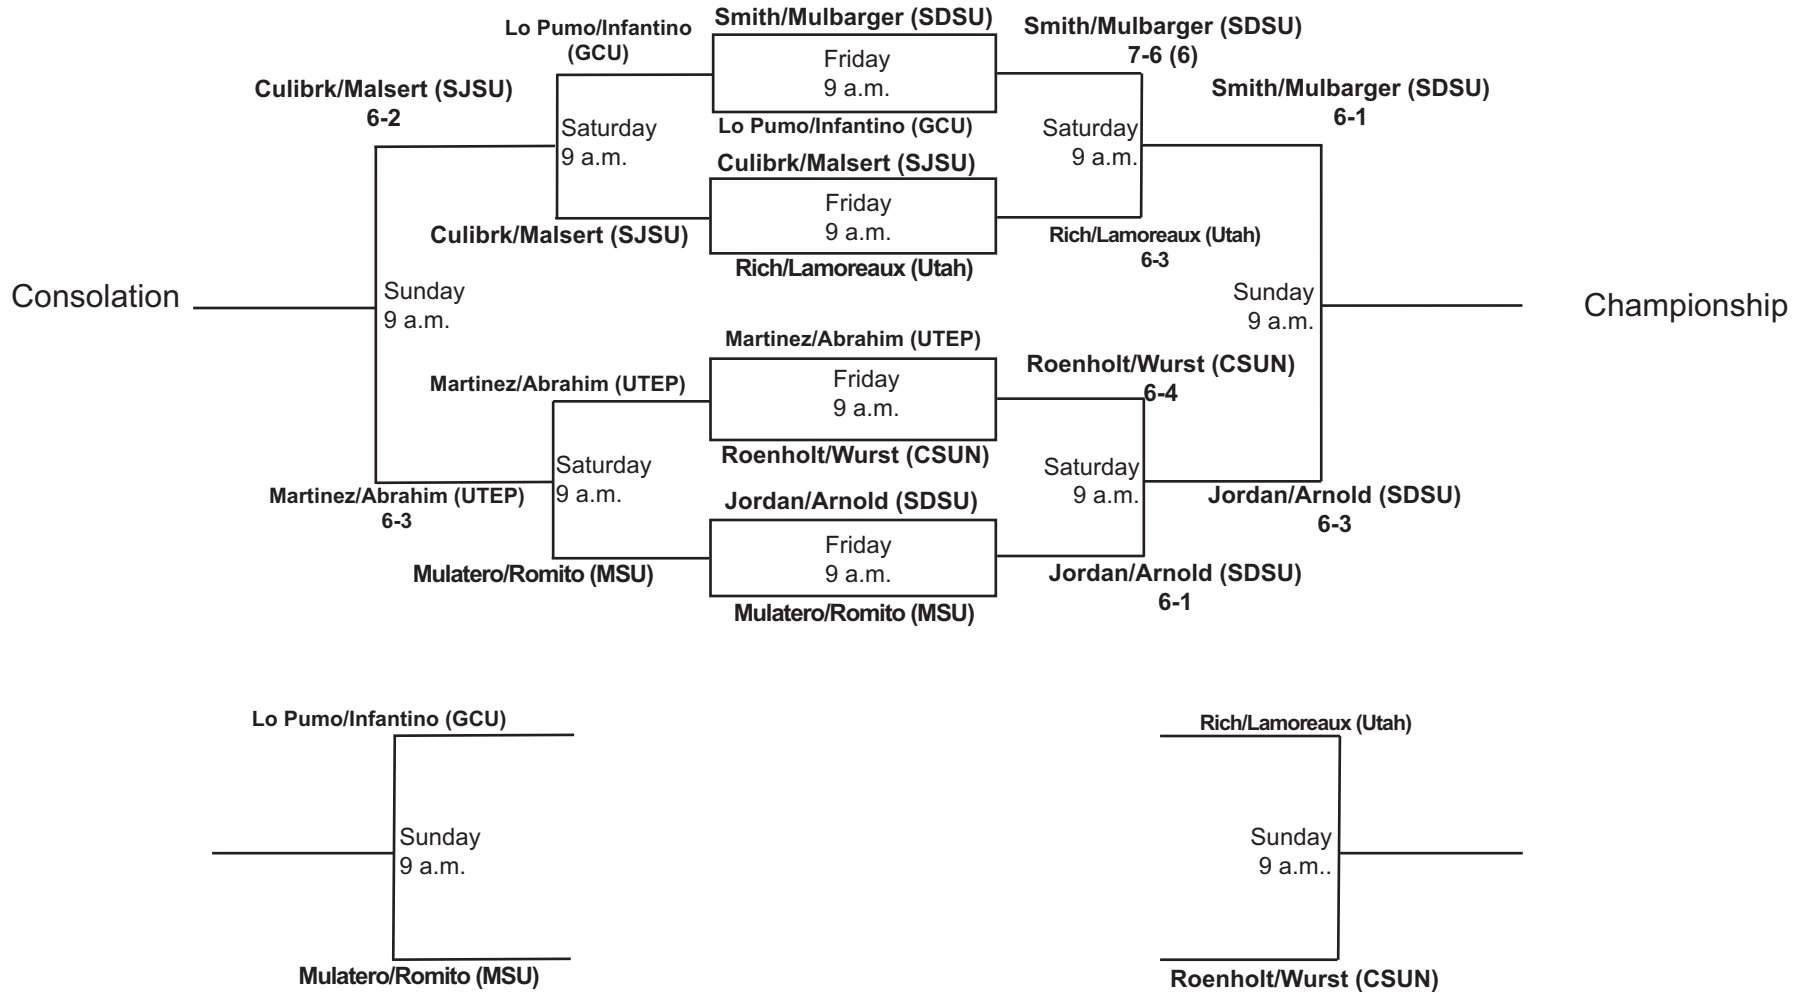 Smith/Mulbarger (SDSU)
Lo Pumo/Infantino
(GCU)
Smith/Mulbarger (SDSU)
7-6 (6)
Friday
9 a.m.
Culibrk/Malsert (SJSU)
6-2
Smith/Mulbarger (SDSU)
6-1
Saturday
9 a.m.
Lo Pumo/Infantino (GCU)
Saturday
9 a.m.
Culibrk/Malsert (SJSU)
Friday
9 a.m.
Culibrk/Malsert (SJSU)
Rich/Lamoreaux (Utah)
6-3
Rich/Lamoreaux (Utah)
Consolation
Sunday
9 a.m.
Sunday
9 a.m.
Championship
Martinez/Abrahim (UTEP)
Roenholt/Wurst (CSUN)
6-4
Martinez/Abrahim (UTEP)
Friday
9 a.m.
Roenholt/Wurst (CSUN)
Saturday
9 a.m.
Saturday
9 a.m.
Martinez/Abrahim (UTEP)
6-3
Jordan/Arnold (SDSU)
Jordan/Arnold (SDSU)
6-3
Friday
9 a.m.
Mulatero/Romito (MSU)
Jordan/Arnold (SDSU)
6-1
Mulatero/Romito (MSU)
Lo Pumo/Infantino (GCU)
Rich/Lamoreaux (Utah)
Sunday
9 a.m.
Sunday
9 a.m..
Mulatero/Romito (MSU)
Roenholt/Wurst (CSUN)